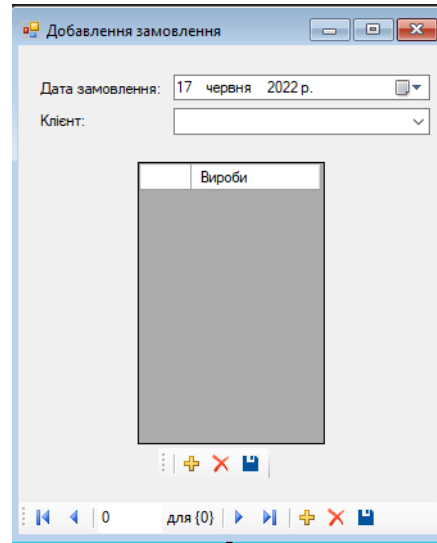 Добавлення замовлення
Дата замовлення: 17 червня 2022 р.
Клієнт:
Вироби
0 для {0}